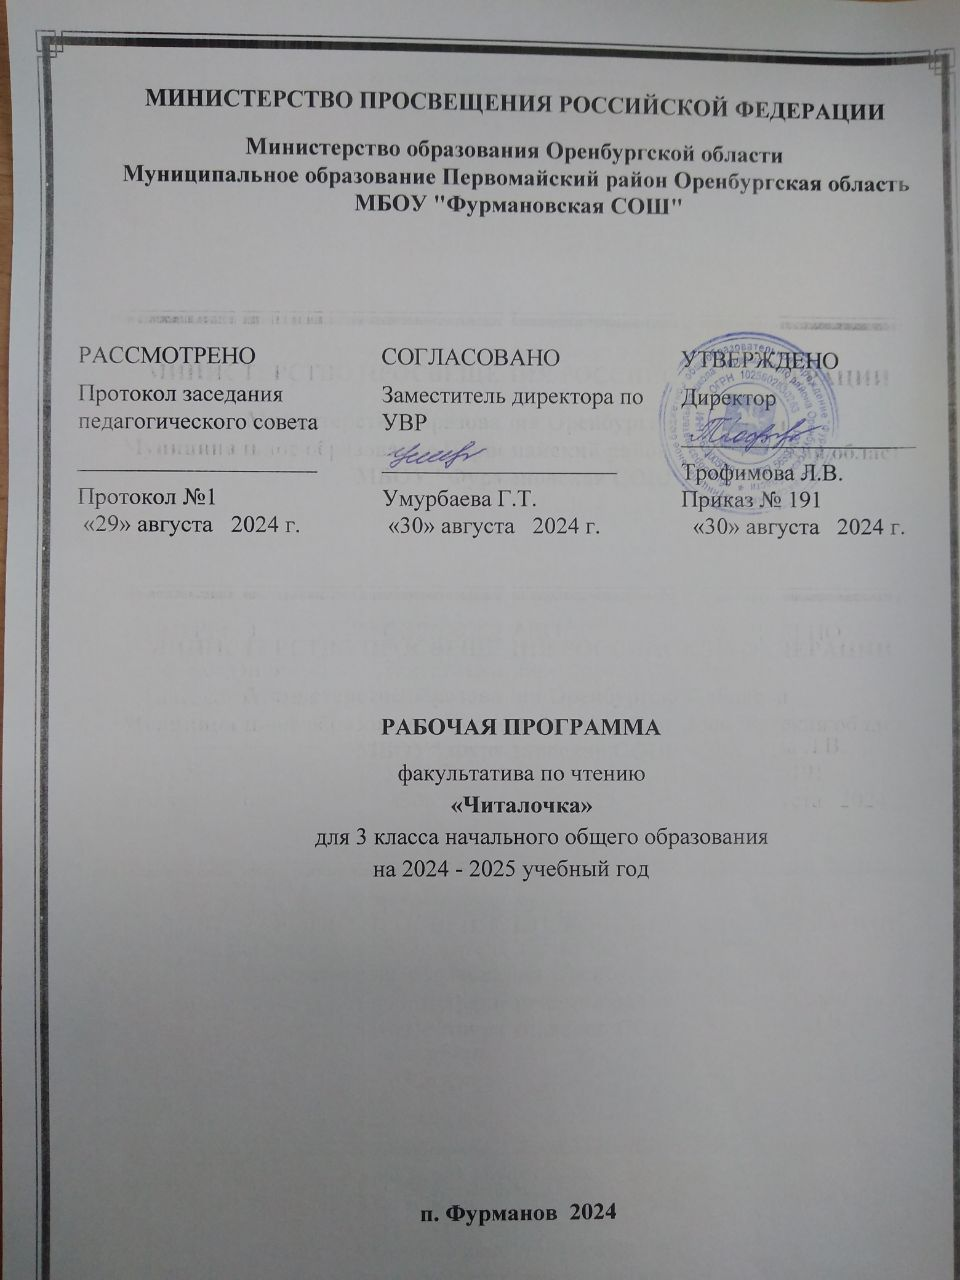 МИНИСТЕРСТВО ПРОСВЕЩЕНИЯ РОССИЙСКОЙ ФЕДЕРАЦИИ
Министерство образования Оренбургской области
Муниципальное образование Первомайский район Оренбургская область
МБОУ "Фурмановская СОШ"
РАССМОТРЕНО
Протокол заседания
педагогического совета
Протокол №1
«29» августа 2024 г.
СОГЛАСОВАНО
Заместитель директора по
УВР
Умурбаева Г.Т.
«30» августа 2024 г.
УТВЕРЖДЕНО
Директор
Трофимова Л.В.
Приказ № 191
«30» августа 2024 г.
РАБОЧАЯ ПРОГРАММА
факультатива по чтению
«Читалочка»
для 3 класса начального общего образования
на 2024 - 2025 учебный год
п. Фурманов 2024